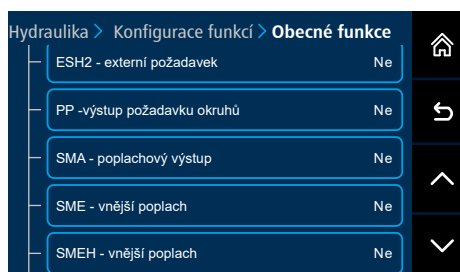 Hydraulika > Konfigurace funkcí > Obecné funkce
ESH2 - externí požadavek Ne
PP -výstup požadavku okruhů Ne
SMA - poplachový výstup Ne
SME - vnější poplach Ne
SMEH - vnější poplach Ne